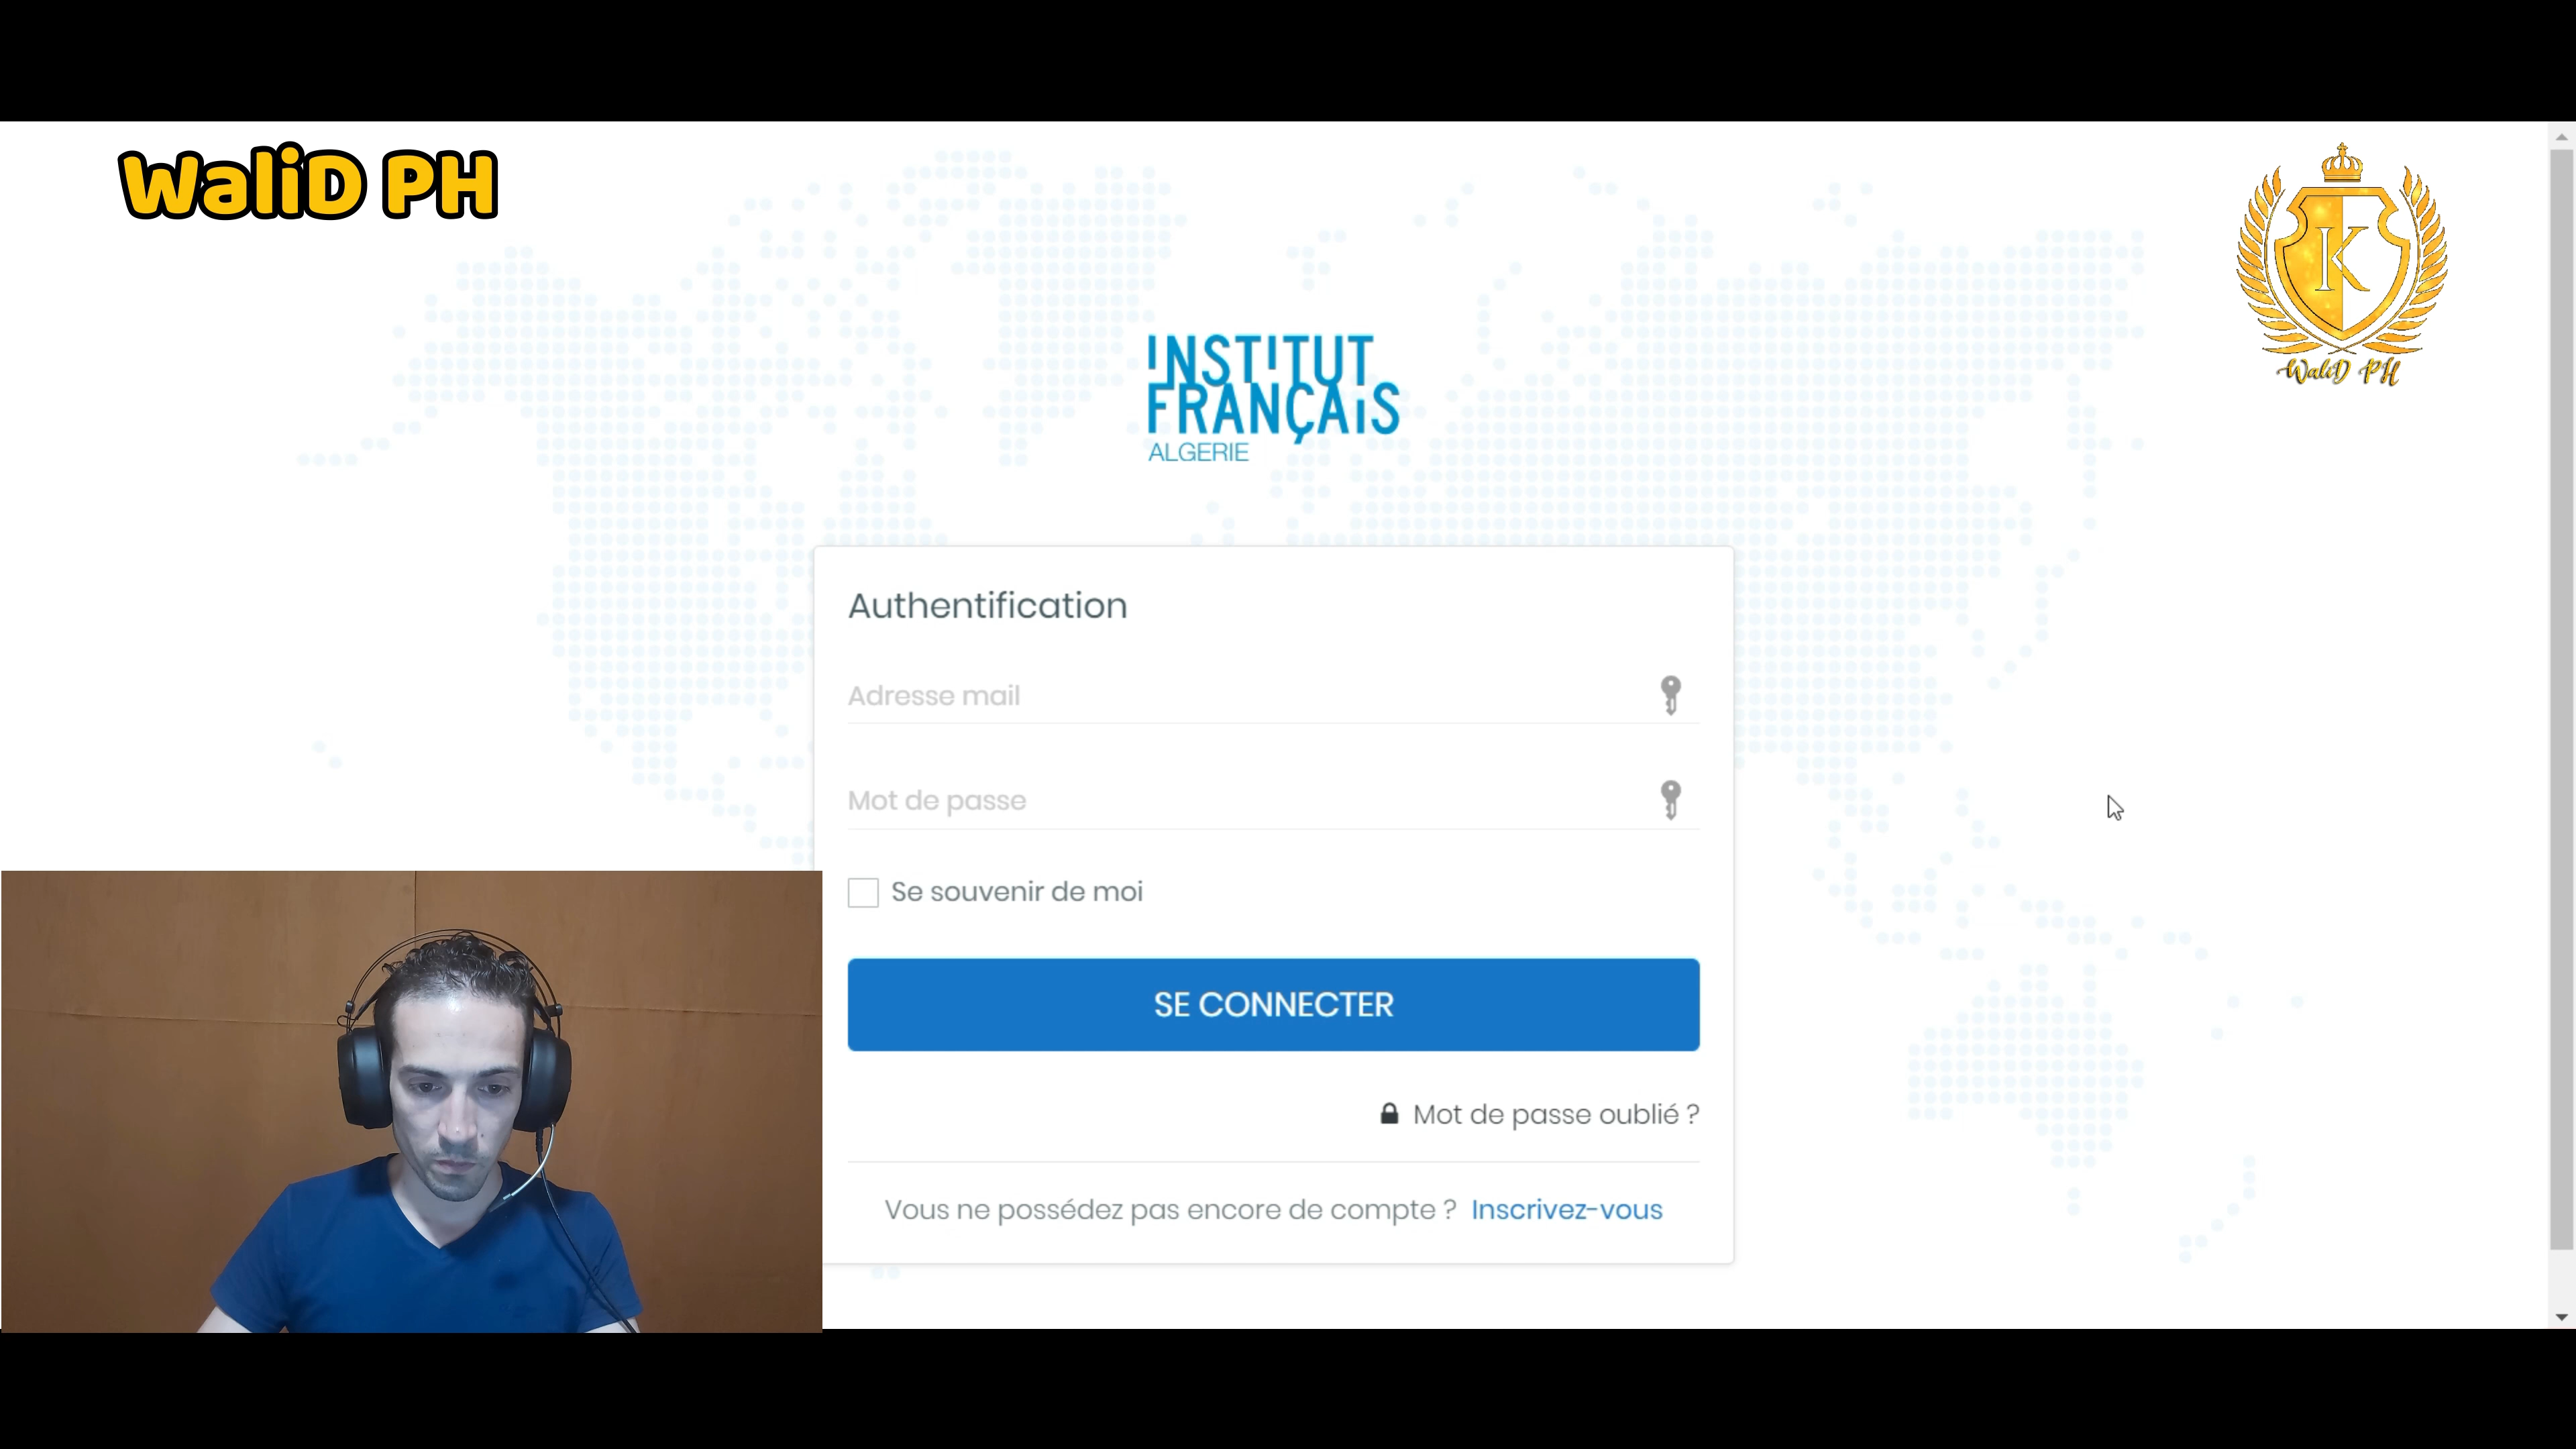 WaliD PH
K
WaliD PH
INSTITUT
FRANÇAIS
ALGERIE
Authentification
Adresse mail
Mot de passe
Se souvenir de moi
SE CONNECTER
Mot de passe oublié ?
Vous ne possédez pas encore de compte ? Inscrivez-vous